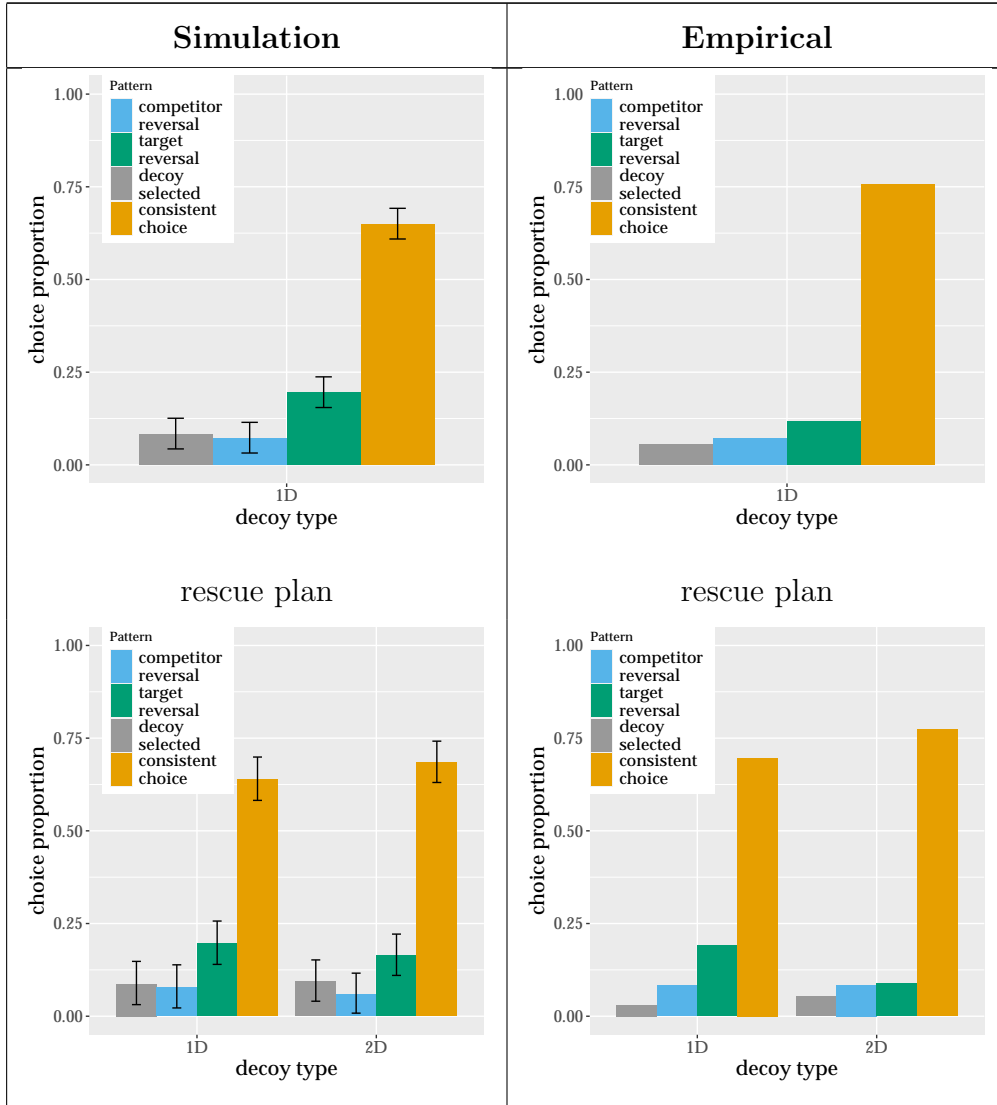 Simulation
Empirical
Pattern
competitor
reversal
target
reversal
decoy
selected
consistent
choice
1.00
0.75
0.50
0.25
0.00
choice proportion
1D
decoy type
Pattern
competitor
reversal
target
reversal
decoy
selected
consistent
choice
1.00
0.75
0.50
0.25
0.00
choice proportion
1D
decoy type
rescue plan
rescue plan
Pattern
competitor
reversal
target
reversal
decoy
selected
consistent
choice
1.00
0.75
0.50
0.25
0.00
choice proportion
1D 2D
decoy type
Pattern
competitor
reversal
target
reversal
decoy
selected
consistent
choice
1.00
0.75
0.50
0.25
0.00
choice proportion
1D 2D
decoy type